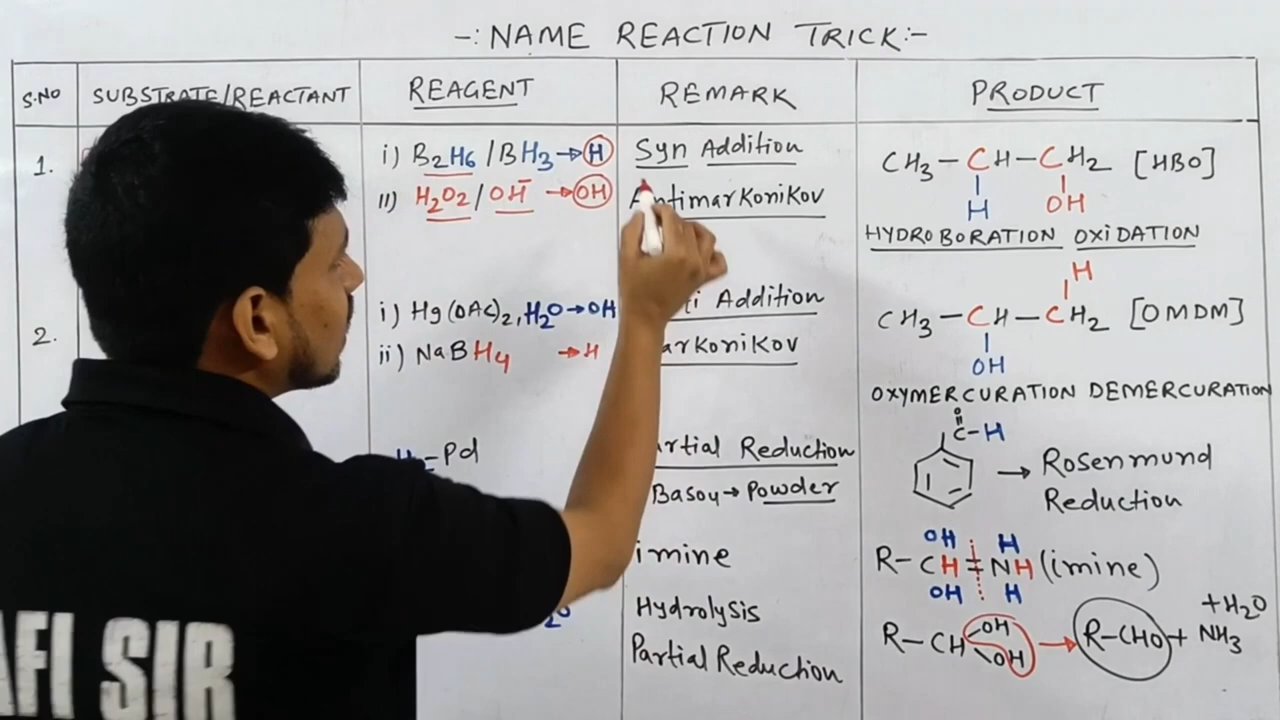 -: NAME REACTION TRICK:-
S.NO SUBSTRATE/REACTANT REAGENT REMARK PRODUCT
1.
i) B2H6 / BH3 → H
ii) H2O2 / OH⁻ → OH
Syn Addition
AntimarKoniKov
CH3 - CH - CH2 [HBO]
H OH
HYDROBORATION OXiDATION
2.
i) Hg(OAc)2, H2O → OH
ii) NaBH4 → H
Addition
arKoniKov
H
CH3 - CH - CH2 [OMDM]
OH
OXYMERCURATION DEMERCURATION
H2-Pd
Reduction
Basoy → Powder
O
C-H
→ Rosenmund
Reduction
imine
OH H
R-CH=NH (imine)
OH H
Hydrolysis
Partial Reduction
+H2O
R-CH OH OH → R-CHO + NH3
SIR